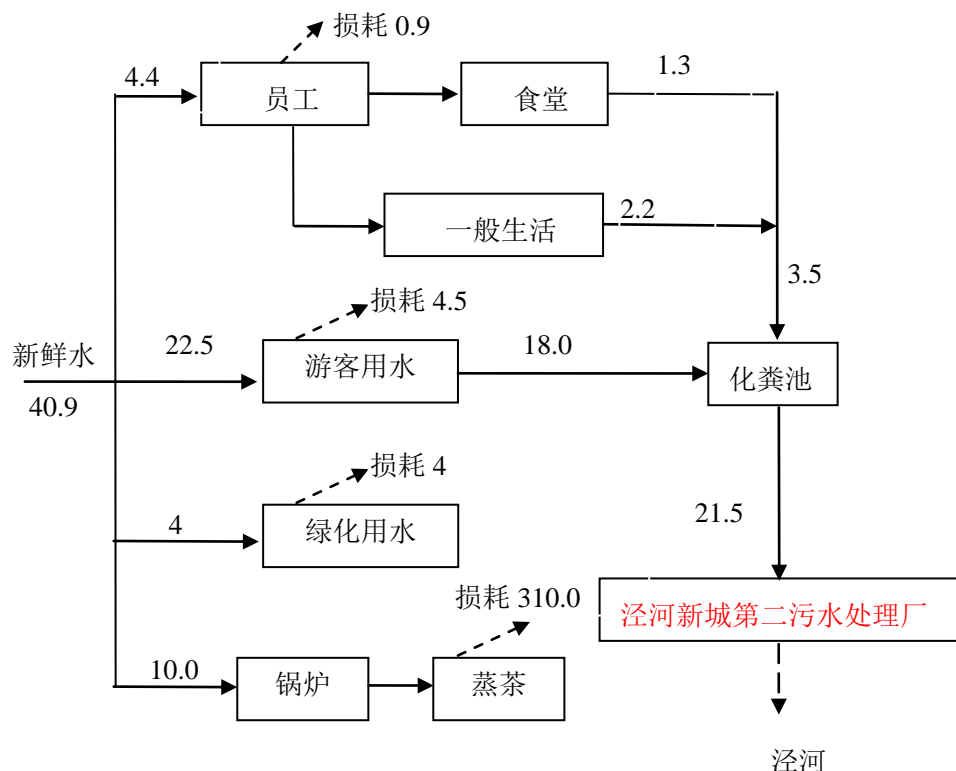 损耗 0.9
4.4
员工
食堂
1.3
一般生活
2.2
3.5
损耗 4.5
新鲜水
22.5
游客用水
18.0
化粪池
40.9
损耗 4
4
绿化用水
21.5
损耗 310.0
泾河新城第二污水处理厂
10.0
锅炉
蒸茶
泾河